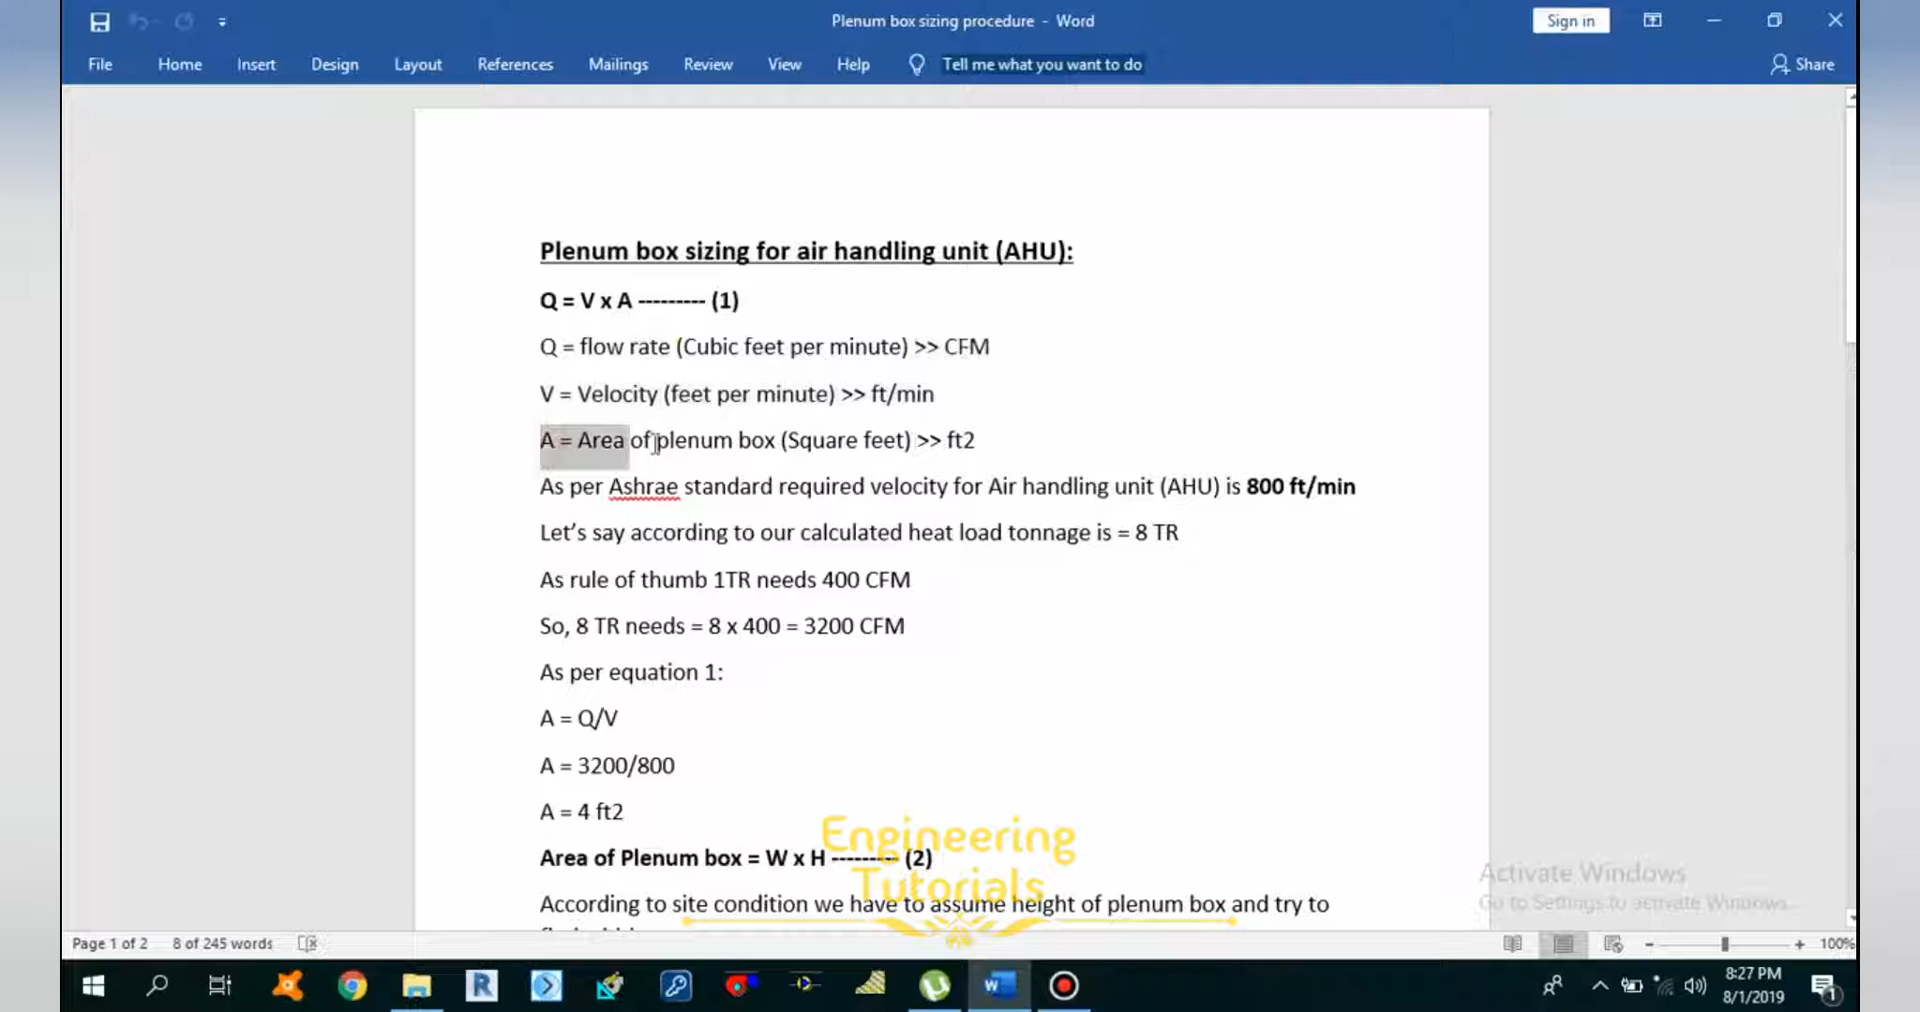 Plenum box sizing procedure - Word
Sign in
File Home Insert Design Layout References Mailings Review View Help Tell me what you want to do Share
Plenum box sizing for air handling unit (AHU):
Q = V x A --------- (1)
Q = flow rate (Cubic feet per minute) >> CFM
V = Velocity (feet per minute) >> ft/min
A = Area of plenum box (Square feet) >> ft2
As per Ashrae standard required velocity for Air handling unit (AHU) is 800 ft/min
Let’s say according to our calculated heat load tonnage is = 8 TR
As rule of thumb 1TR needs 400 CFM
So, 8 TR needs = 8 x 400 = 3200 CFM
As per equation 1:
A = Q/V
A = 3200/800
A = 4 ft2
Engineering
Area of Plenum box = W x H --------- (2)
Tutorials
According to site condition we have to assume height of plenum box and try to
Activate Windows
Go to Settings to activate Windows.
Page 1 of 2 8 of 245 words
100%
8:27 PM
8/1/2019
1